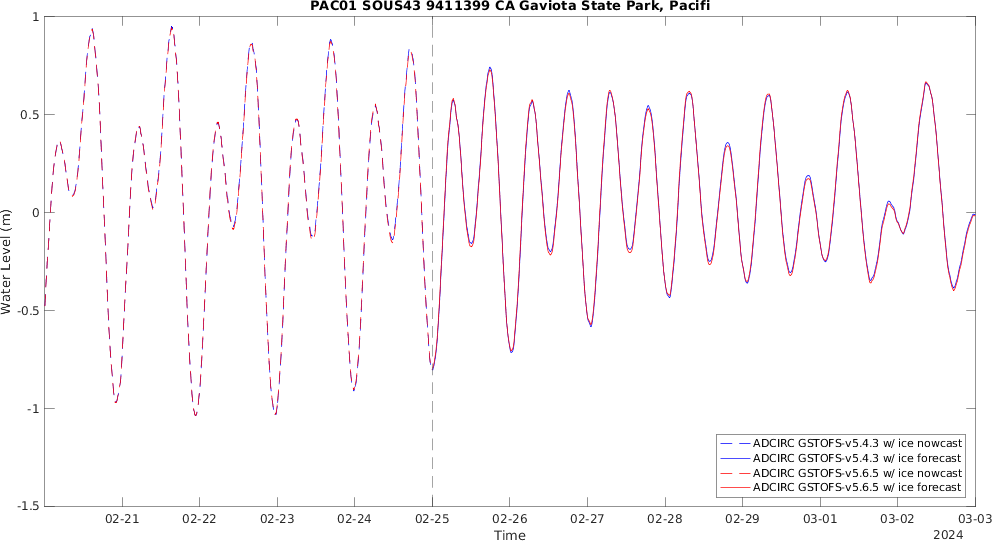 PAC01 SOUS43 9411399 CA Gaviota State Park, Pacifi
Water Level (m)
1
0.5
0
-0.5
-1
-1.5
02-21 02-22 02-23 02-24 02-25 02-26 02-27 02-28 02-29 03-01 03-02 03-03
Time
2024
ADCIRC GSTOFS-v5.4.3 w/ ice nowcast
ADCIRC GSTOFS-v5.4.3 w/ ice forecast
ADCIRC GSTOFS-v5.6.5 w/ ice nowcast
ADCIRC GSTOFS-v5.6.5 w/ ice forecast